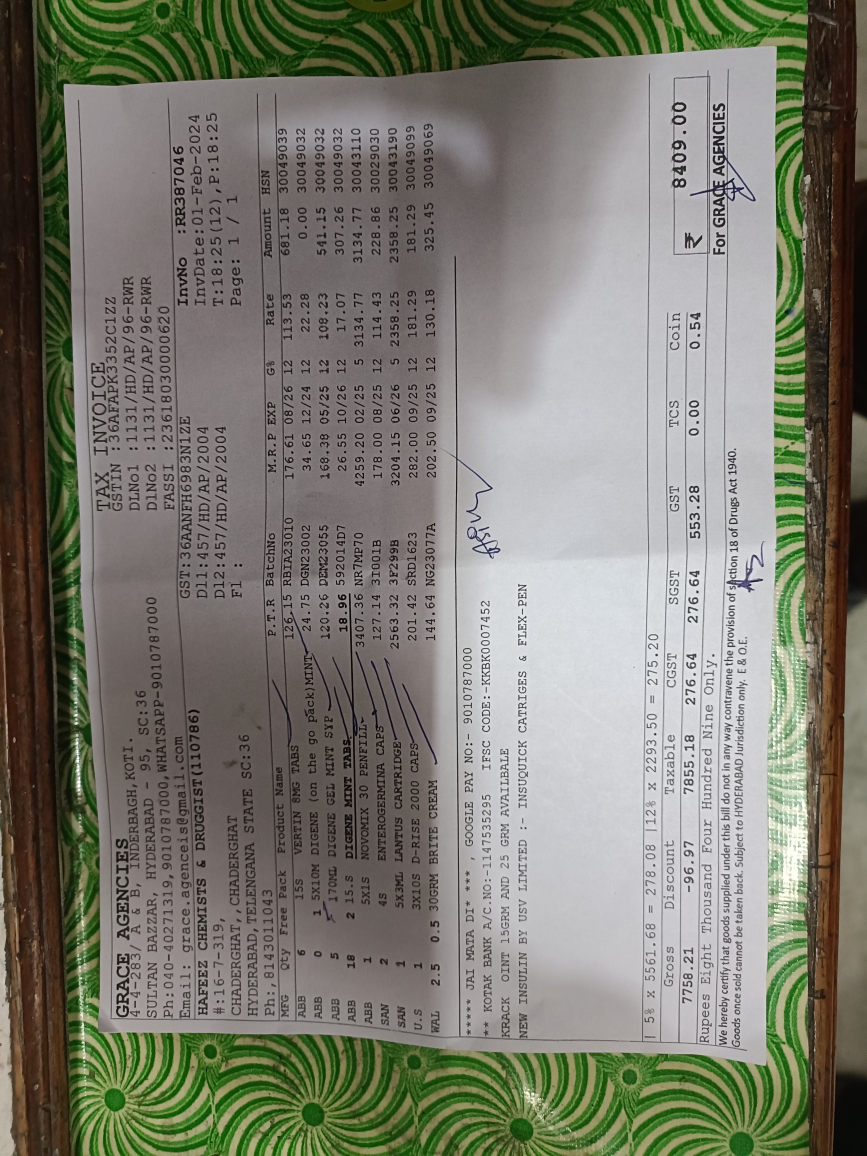 TAX INVOICE
GRACE AGENCIES
4-4-283/ A & B, INDERBAGH,KOTI.
SULTAN BAZZAR, HYDERABAD - 95, SC:36
Ph:040-40271319,9010787000,WHATSAPP-9010787000
Email: grace.agenceis@gmail.com
GSTIN :36AFAPK3352C1ZZ
DLNo1 :1131/HD/AP/96-RWR
DlNo2 :1131/HD/AP/96-RWR
FASSI :23618030000620
HAFEEZ CHEMISTS & DRUGGIST(110786)
#:16-7-319,
CHADERGHAT,,CHADERGHAT
HYDERABAD,TELENGANA STATE SC:36
Ph:,8143011043
GST:36AANFH6983N1ZE
D11:457/HD/AP/2004
D12:457/HD/AP/2004
Fl :
InvNo :RR387046
InvDate:01-Feb-2024
T:18:25(12),P:18:25
Page: 1 / 1
MFG Qty Free Pack Product Name P.T.R BatchNo M.R.P EXP G% Rate Amount HSN
ABB 6 15S VERTIN 8MG TABS 126.15 RBIA23010 176.61 08/26 12 113.53 681.18 30049039
ABB 0 1 5X10M DIGENE (on the go pack)MINT 24.75 DGN23002 34.65 12/24 12 22.28 0.00 30049032
ABB 5 170ML DIGENE GEL MINT SYP 120.26 DEM23055 168.38 05/25 12 108.23 541.15 30049032
ABB 18 2 15.S DIGENE MINT TABS 18.96 592014D7 26.55 10/26 12 17.07 307.26 30049032
ABB 1 5X1S NOVOMIX 30 PENFILL 3407.36 NR7MP70 4259.20 02/25 5 3134.77 3134.77 30043110
SAN 2 4S ENTEROGERMINA CAPS 127.14 3T001B 178.00 08/25 12 114.43 228.86 30029030
SAN 1 5X3ML LANTUS CARTRIDGE 2563.32 3F299B 3204.15 06/26 5 2358.25 2358.25 30043190
U.S 1 3X10S D-RISE 2000 CAPS 201.42 SRD1623 282.00 09/25 12 181.29 181.29 30049099
WAL 2.5 0.5 30GRM BRITE CREAM 144.64 NG23077A 202.50 09/25 12 130.18 325.45 30049069
***** JAI MATA DI* *** , GOOGLE PAY NO:- 9010787000
** KOTAK BANK A/C.NO:-1147535295 IFSC CODE:-KKBK0007452
KRACK OINT 15GRM AND 25 GRM AVAILBALE
NEW INSULIN BY USV LIMITED :- INSUQUICK CATRIGES & FLEX-PEN
| 5% x 5561.68 = 278.08 |12% x 2293.50 = 275.20
Gross Discount Taxable CGST SGST GST TCS Coin
7758.21 -96.97 7855.18 276.64 276.64 553.28 0.00 0.54
₹ 8409.00
Rupees Eight Thousand Four Hundred Nine Only.
We hereby certify that goods supplied under this bill do not in any way contravene the provision of section 18 of Drugs Act 1940.
Goods once sold cannot be taken back. Subject to HYDERABAD Jurisdiction only. E & O.E.
For GRACE AGENCIES